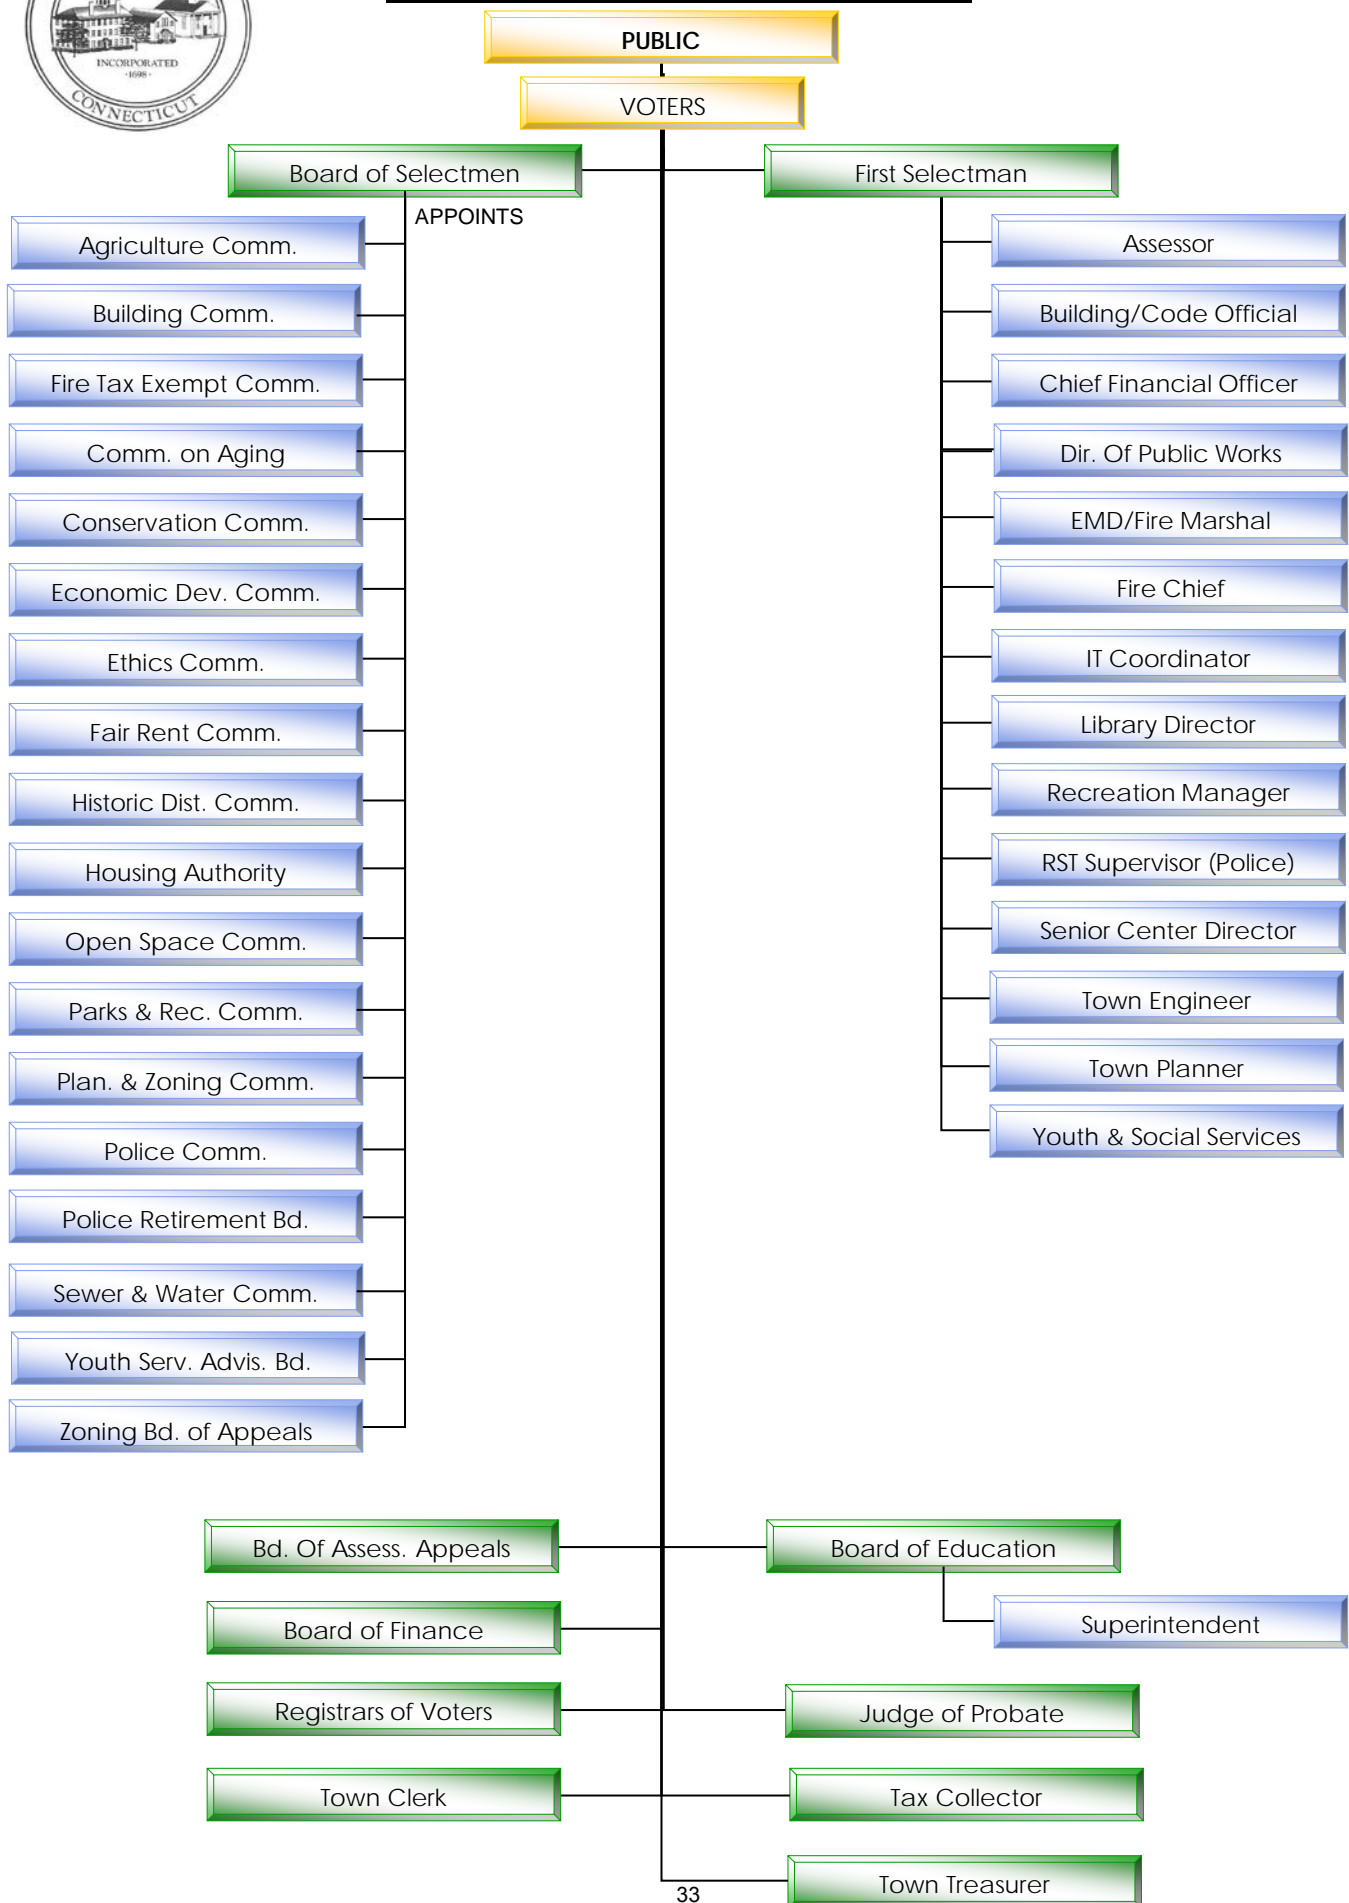 INCORPORATED
·1698·
CONNECTICUT
PUBLIC
VOTERS
Board of Selectmen
First Selectman
APPOINTS
Agriculture Comm.
Building Comm.
Fire Tax Exempt Comm.
Comm. on Aging
Conservation Comm.
Economic Dev. Comm.
Ethics Comm.
Fair Rent Comm.
Historic Dist. Comm.
Housing Authority
Open Space Comm.
Parks & Rec. Comm.
Plan. & Zoning Comm.
Police Comm.
Police Retirement Bd.
Sewer & Water Comm.
Youth Serv. Advis. Bd.
Zoning Bd. of Appeals
Assessor
Building/Code Official
Chief Financial Officer
Dir. Of Public Works
EMD/Fire Marshal
Fire Chief
IT Coordinator
Library Director
Recreation Manager
RST Supervisor (Police)
Senior Center Director
Town Engineer
Town Planner
Youth & Social Services
Bd. Of Assess. Appeals
Board of Education
Board of Finance
Superintendent
Registrars of Voters
Judge of Probate
Town Clerk
Tax Collector
Town Treasurer
33